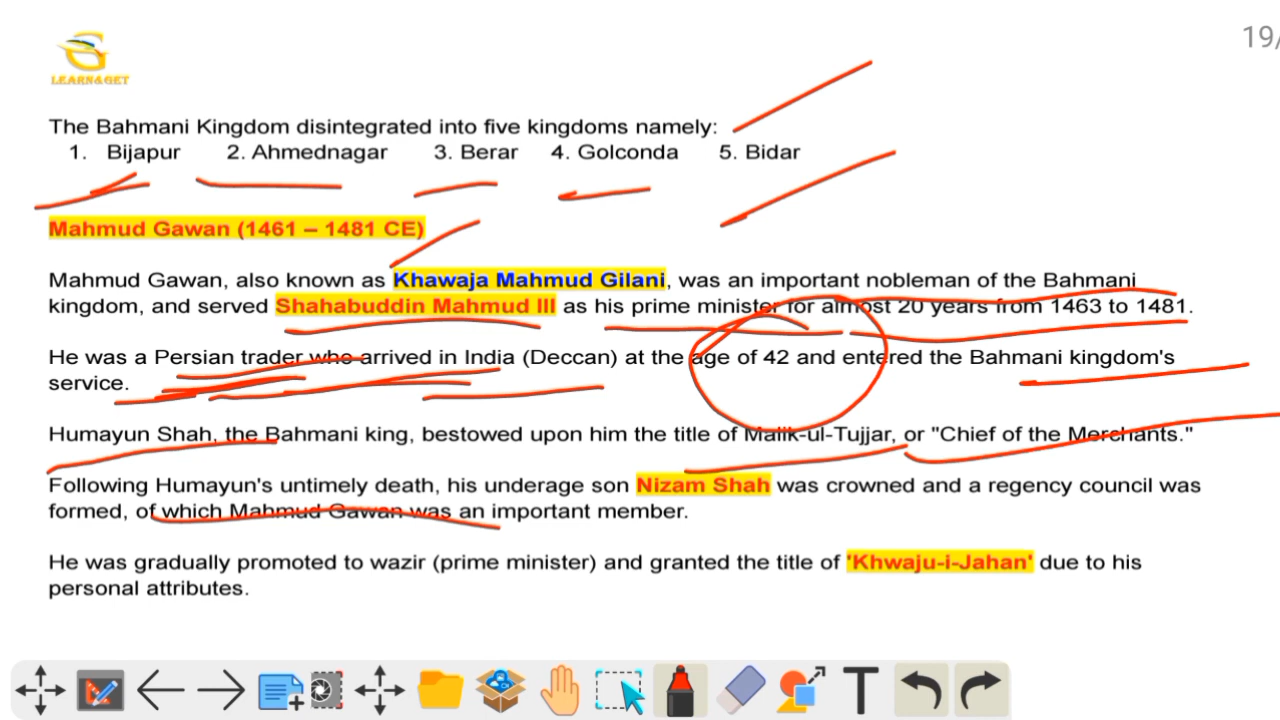 19/
LEARN&GET
The Bahmani Kingdom disintegrated into five kingdoms namely:
1. Bijapur 2. Ahmednagar 3. Berar 4. Golconda 5. Bidar
Mahmud Gawan (1461 – 1481 CE)
Mahmud Gawan, also known as Khawaja Mahmud Gilani, was an important nobleman of the Bahmani
kingdom, and served Shahabuddin Mahmud III as his prime minister for almost 20 years from 1463 to 1481.
He was a Persian trader who arrived in India (Deccan) at the age of 42 and entered the Bahmani kingdom's
service.
Humayun Shah, the Bahmani king, bestowed upon him the title of Malik-ul-Tujjar, or "Chief of the Merchants."
Following Humayun's untimely death, his underage son Nizam Shah was crowned and a regency council was
formed, of which Mahmud Gawan was an important member.
He was gradually promoted to wazir (prime minister) and granted the title of 'Khwaju-i-Jahan' due to his
personal attributes.
T